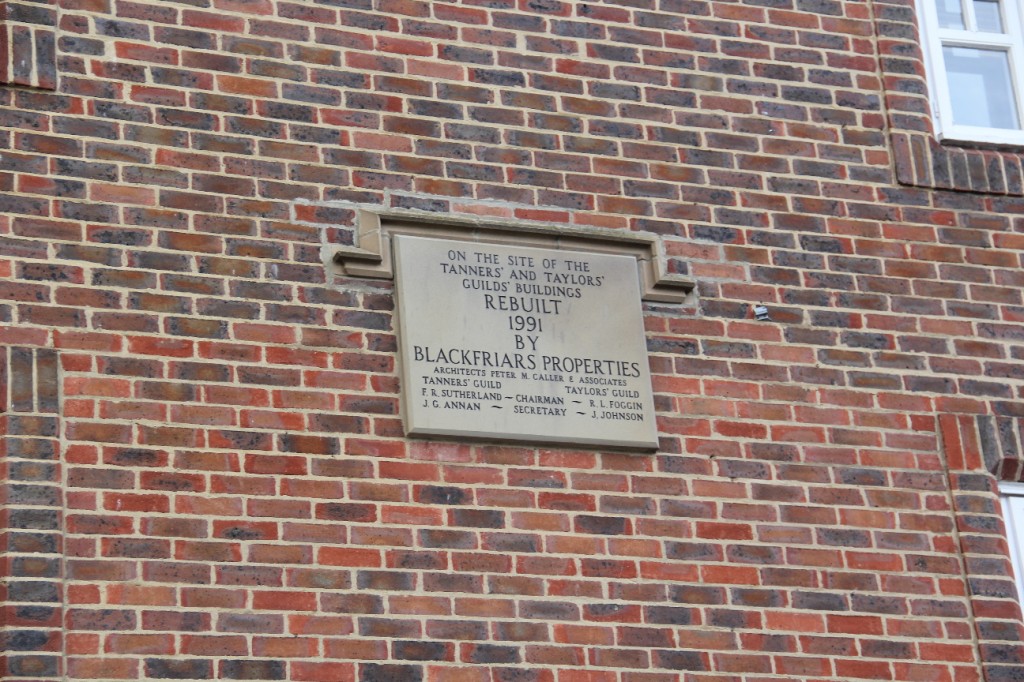 ON THE SITE OF THE
TANNERS' AND TAYLORS'
GUILDS' BUILDINGS
REBUILT
1991
BY
BLACKFRIARS PROPERTIES
ARCHITECTS PETER M. CALLER & ASSOCIATES
TANNERS' GUILD TAYLORS' GUILD
F. R. SUTHERLAND ~ CHAIRMAN ~ R. L. FOGGIN
J. G. ANNAN ~ SECRETARY ~ J. JOHNSON